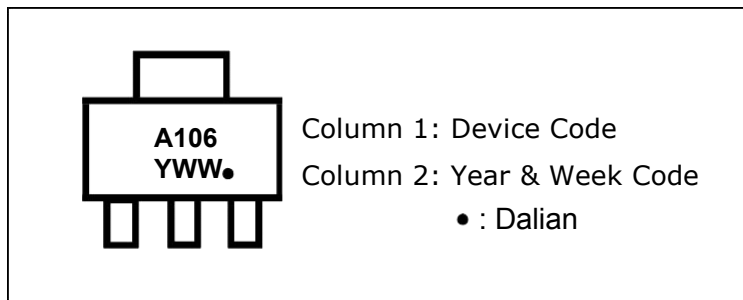 A106
YWW●
Column 1: Device Code
Column 2: Year & Week Code
● : Dalian